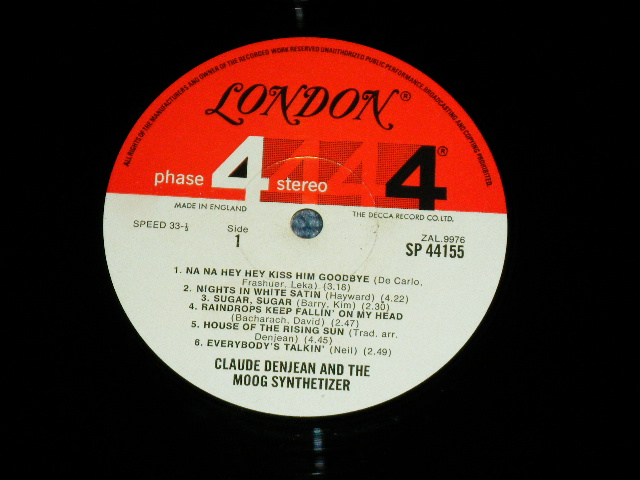 ALL RIGHTS OF THE MANUFACTURERS AND OWNER OF THE RECORDED WORK RESERVED UNAUTHORIZED PUBLIC PERFORMANCE, BROADCASTING AND COPYING PROHIBITED.
LONDON®
phase 4 stereo 4 4 4®
MADE IN ENGLAND
THE DECCA RECORD CO.LTD.
SPEED 33-⅓
Side
1
ZAL.9976
SP 44155
1. NA NA HEY HEY KISS HIM GOODBYE (De Carlo,
Frashuer, Leka) (3.18)
2. NIGHTS IN WHITE SATIN (Hayward) (4.22)
3. SUGAR, SUGAR (Barry, Kim) (2.30)
4. RAINDROPS KEEP FALLIN' ON MY HEAD
(Bacharach, David) (2.47)
5. HOUSE OF THE RISING SUN (Trad. arr.
Denjean) (4.45)
6. EVERYBODY'S TALKIN' (Neil) (2.49)
CLAUDE DENJEAN AND THE
MOOG SYNTHETIZER